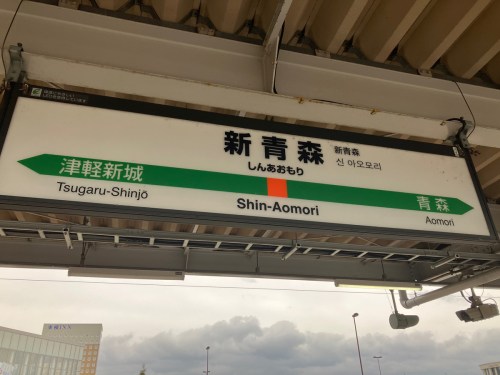 新青森
しんあおもり
新青森
신아오모리
津軽新城
Tsugaru-Shinjō
Shin-Aomori
青森
Aomori